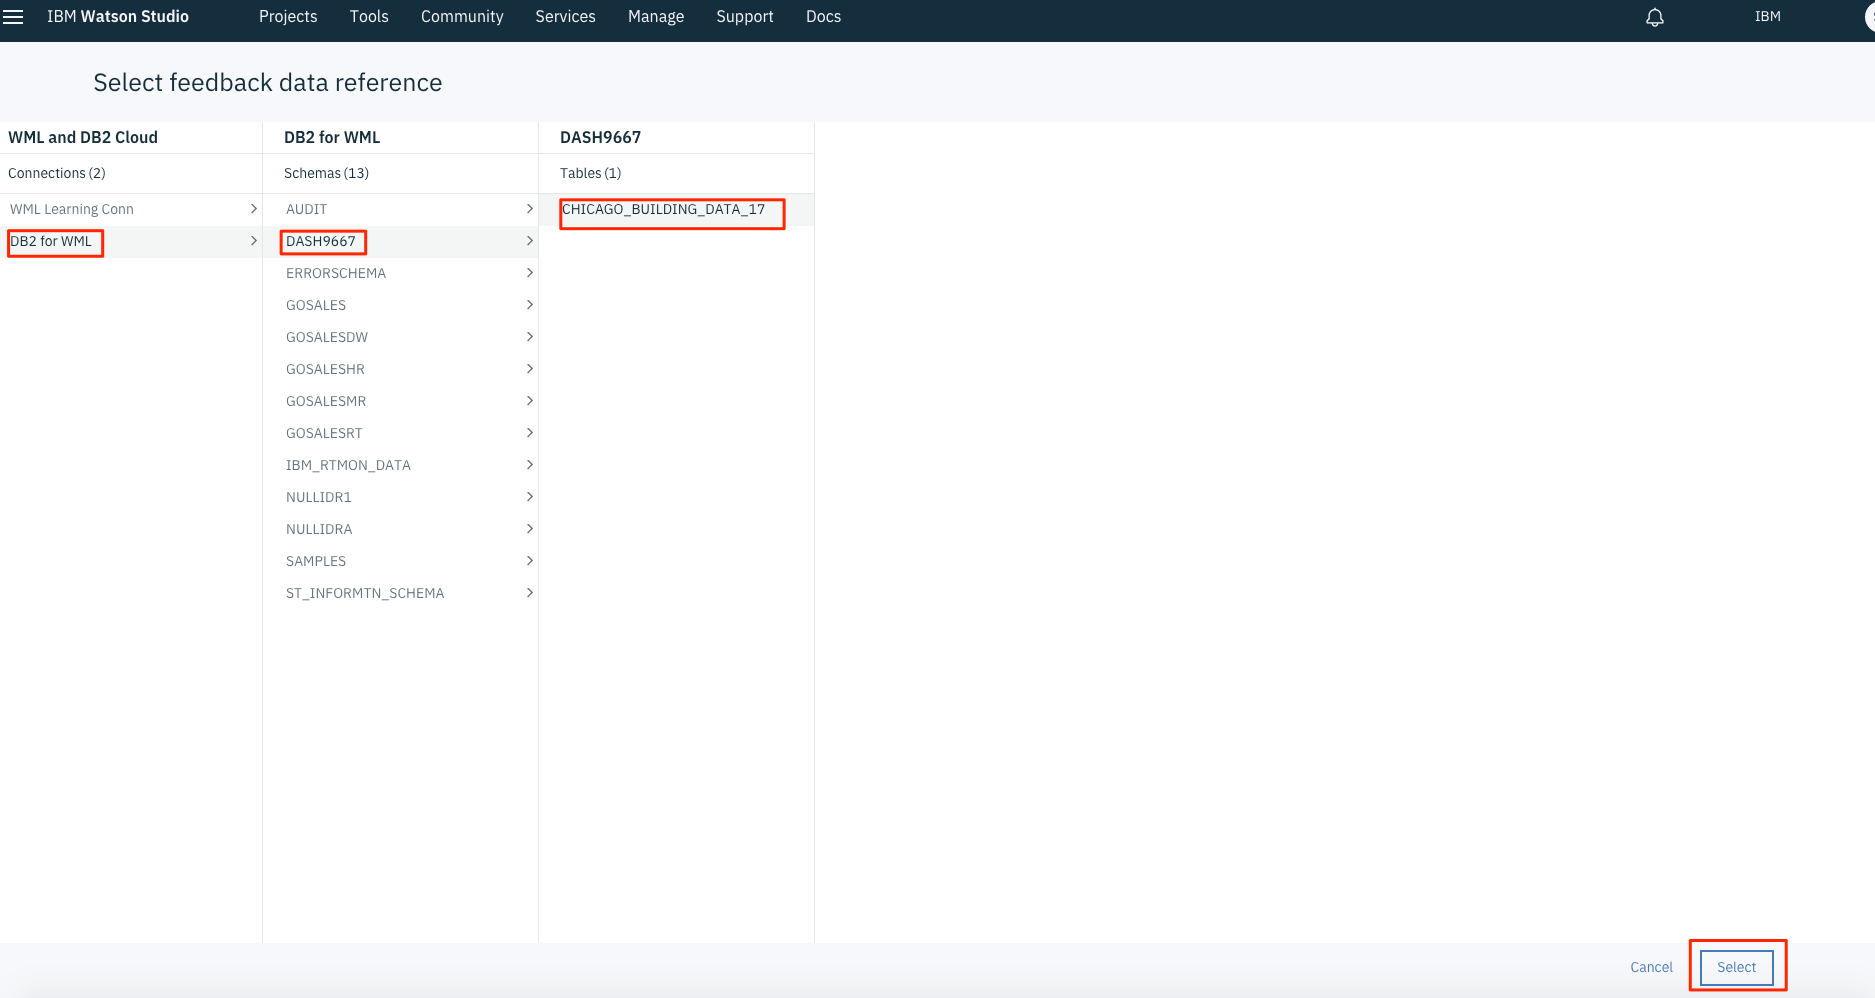 IBM Watson Studio Projects Tools Community Services Manage Support Docs IBM
Select feedback data reference
WML and DB2 Cloud
Connections (2)
WML Learning Conn
DB2 for WML
DB2 for WML
Schemas (13)
AUDIT
DASH9667
ERRORSCHEMA
GOSALES
GOSALESDW
GOSALESHR
GOSALESMR
GOSALESRT
IBM_RTMON_DATA
NULLIDR1
NULLIDRA
SAMPLES
ST_INFORMTN_SCHEMA
DASH9667
Tables (1)
CHICAGO_BUILDING_DATA_17
Cancel Select